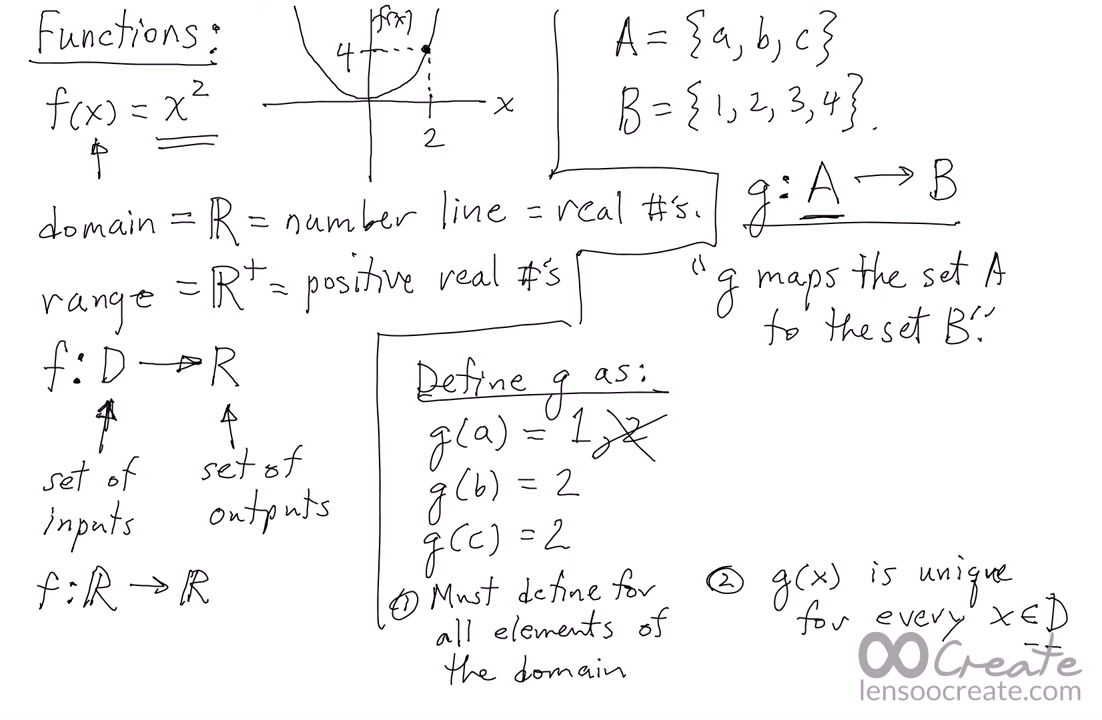 Functions:
f(x) = x²
f(x)
4
2
x
domain = ℝ = number line = real #'s.
range = ℝ⁺ = positive real #'s
f: D → R
set of
inputs
set of
outputs
f: ℝ → ℝ
A = {a, b, c}
B = {1, 2, 3, 4}.
g: A → B
"g maps the set A
to the set B."
Define g as:
g(a) = 1, 2
g(b) = 2
g(c) = 2
① Must define for
all elements of
the domain
② g(x) is unique
for every x ∈ D
Create
lensoocreate.com